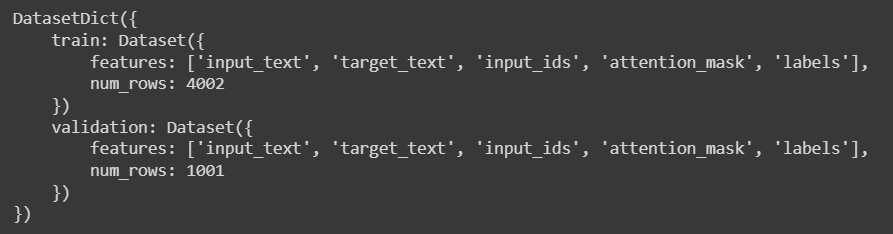 DatasetDict({
    train: Dataset({
        features: ['input_text', 'target_text', 'input_ids', 'attention_mask', 'labels'],
        num_rows: 4002
    })
    validation: Dataset({
        features: ['input_text', 'target_text', 'input_ids', 'attention_mask', 'labels'],
        num_rows: 1001
    })
})